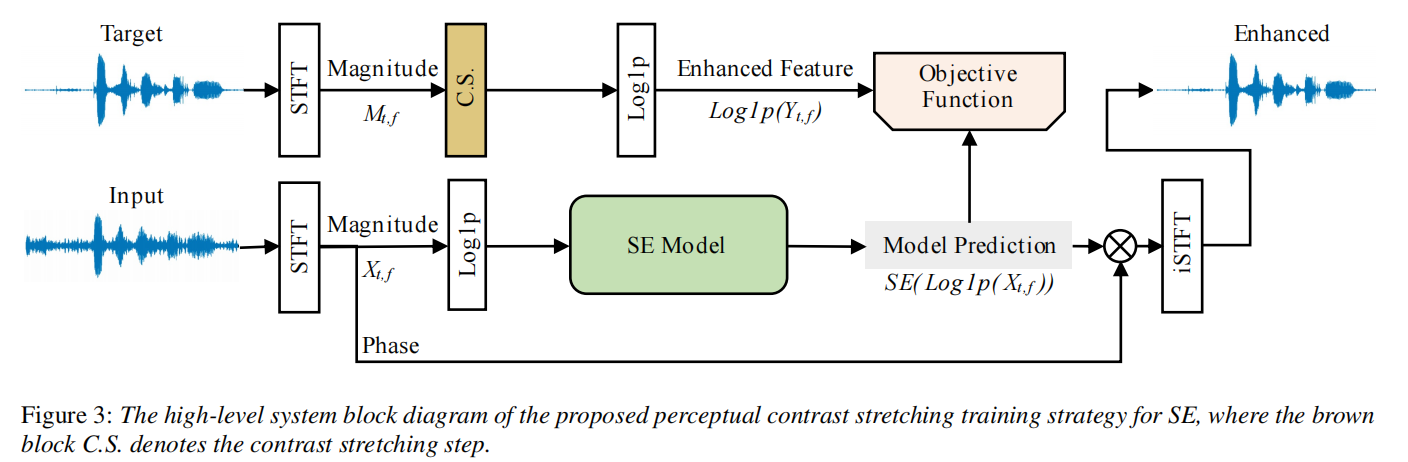 Target
Enhanced
STFT
Magnitude
M_{t,f}
C.S.
Log1p
Enhanced Feature
Log1p(Y_{t,f})
Objective
Function
Input
STFT
Magnitude
X_{t,f}
Log1p
SE Model
Model Prediction
SE(Log1p(X_{t,f}))
iSTFT
Phase
Figure 3: The high-level system block diagram of the proposed perceptual contrast stretching training strategy for SE, where the brown
block C.S. denotes the contrast stretching step.